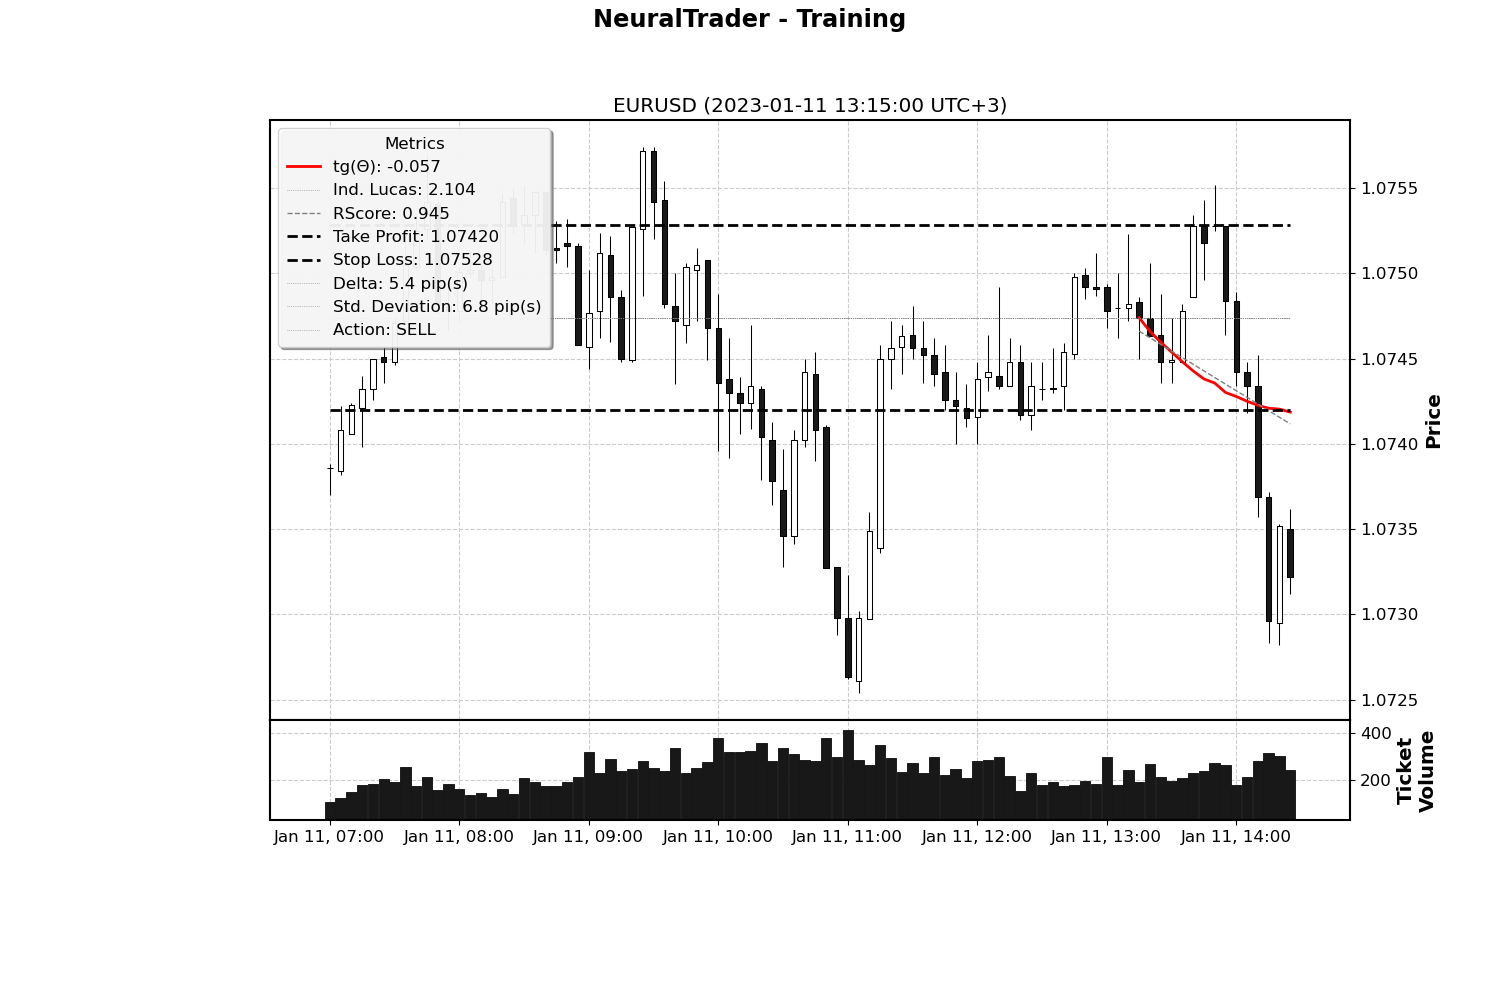 NeuralTrader - Training
EURUSD (2023-01-11 13:15:00 UTC+3)
Metrics
tg(Θ): -0.057
Ind. Lucas: 2.104
RScore: 0.945
Take Profit: 1.07420
Stop Loss: 1.07528
Delta: 5.4 pip(s)
Std. Deviation: 6.8 pip(s)
Action: SELL
1.0755
1.0750
1.0745
1.0740
1.0735
1.0730
1.0725
Price
400
200
Ticket
Volume
Jan 11, 07:00 Jan 11, 08:00 Jan 11, 09:00 Jan 11, 10:00 Jan 11, 11:00 Jan 11, 12:00 Jan 11, 13:00 Jan 11, 14:00